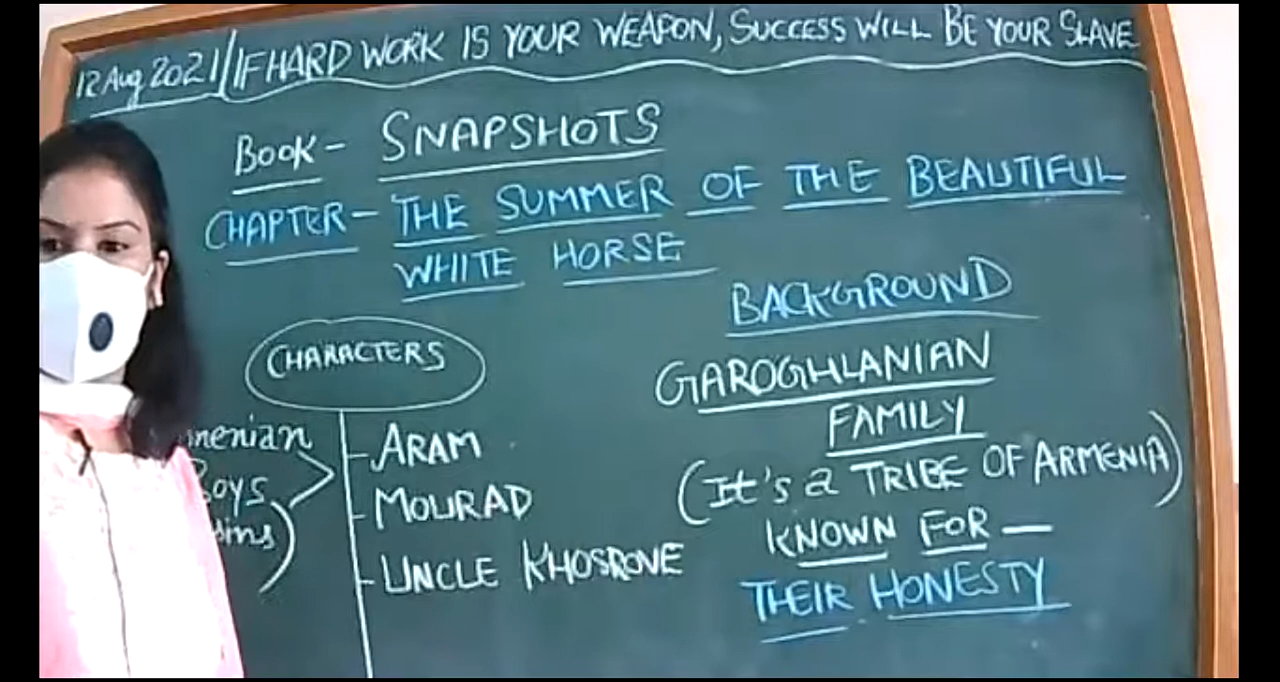 12 Aug 2021/IF HARD WORK IS YOUR WEAPON, SUCCESS WILL BE YOUR SLAVE
BOOK - SNAPSHOTS
CHAPTER - THE SUMMER OF THE BEAUTIFUL
WHITE HORSE
CHARACTERS
ARAM
MOURAD
UNCLE KHOSROVE
BACKGROUND
GAROGHLANIAN
FAMILY
(It's a TRIBE OF ARMENIA)
KNOWN FOR —
THEIR HONESTY